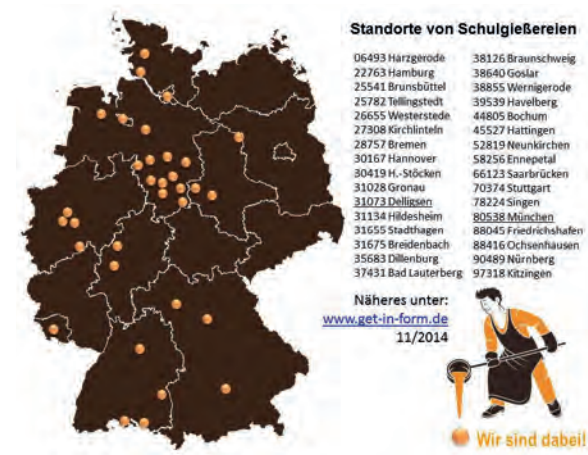 Standorte von Schulgießereien
06493 Harzgerode
22763 Hamburg
25541 Brunsbüttel
25782 Tellingstedt
26655 Westerstede
27308 Kirchlinteln
28757 Bremen
30167 Hannover
30419 H.-Stöcken
31028 Gronau
31073 Delligsen
31134 Hildesheim
31655 Stadthagen
31675 Breidenbach
35683 Dillenburg
37431 Bad Lauterberg
38126 Braunschweig
38640 Goslar
38855 Wernigerode
39539 Havelberg
44805 Bochum
45527 Hattingen
52819 Neunkirchen
58256 Ennepetal
66123 Saarbrücken
70374 Stuttgart
78224 Singen
80538 München
88045 Friedrichshafen
88416 Ochsenhausen
90489 Nürnberg
97318 Kitzingen
Näheres unter:
www.get-in-form.de
11/2014
Wir sind dabei!